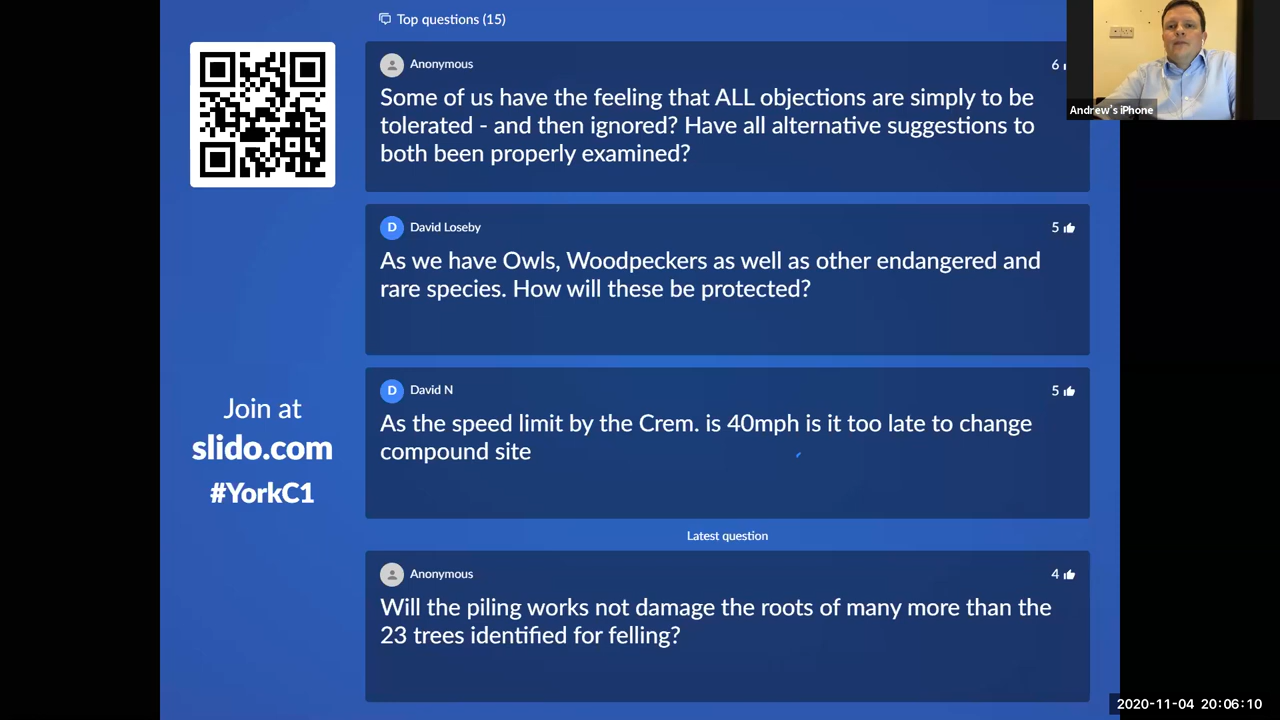 Top questions (15)
Anonymous
6
Some of us have the feeling that ALL objections are simply to be
tolerated - and then ignored? Have all alternative suggestions to
both been properly examined?
Andrew's iPhone
David Loseby
5
As we have Owls, Woodpeckers as well as other endangered and
rare species. How will these be protected?
D
David N
5
As the speed limit by the Crem. is 40mph is it too late to change
compound site
D
Join at
slido.com
#YorkC1
Latest question
Anonymous
4
Will the piling works not damage the roots of many more than the
23 trees identified for felling?
2020-11-04 20:06:10